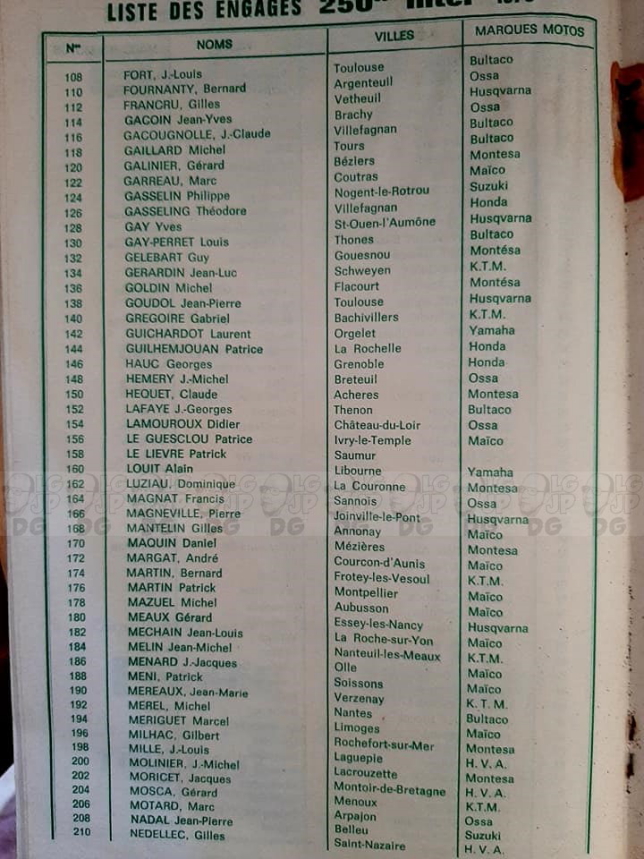 LISTE DES ENGAGES 250 Inter
Nos NOMS VILLES MARQUES MOTOS
108 FORT, J.-Louis Toulouse Bultaco
110 FOURNANTY, Bernard Argenteuil Ossa
112 FRANCRU, Gilles Vetheuil Husqvarna
114 GACOIN Jean-Yves Brachy Ossa
116 GACOUGNOLLE, J.-Claude Villefagnan Bultaco
118 GAILLARD Michel Tours Bultaco
120 GALINIER, Gérard Béziers Montesa
122 GARREAU, Marc Coutras Maïco
124 GASSELIN Philippe Nogent-le-Rotrou Suzuki
126 GASSELING Théodore Villefagnan Honda
128 GAY Yves St-Ouen-l'Aumône Husqvarna
130 GAY-PERRET Louis Thones Bultaco
132 GELEBART Guy Gouesnou Montésa
134 GERARDIN Jean-Luc Schweyen K.T.M.
136 GOLDIN Michel Flacourt Montésa
138 GOUDOL Jean-Pierre Toulouse Husqvarna
140 GREGOIRE Gabriel Bachivillers K.T.M.
142 GUICHARDOT Laurent Orgelet Yamaha
144 GUILHEMJOUAN Patrice La Rochelle Honda
146 HAUC Georges Grenoble Honda
148 HEMERY J.-Michel Breteuil Ossa
150 HEQUET, Claude Acheres Montesa
152 LAFAYE J.-Georges Thenon Bultaco
154 LAMOUROUX Didier Château-du-Loir Ossa
156 LE GUESCLOU Patrice Ivry-le-Temple Maïco
158 LE LIEVRE Patrick Saumur
160 LOUIT Alain Libourne Yamaha
162 LUZIAU, Dominique La Couronne Montesa
164 MAGNAT Francis Sannois Ossa
166 MAGNEVILLE, Pierre Joinville-le-Pont Husqvarna
168 MANTELIN Gilles Annonay Maïco
170 MAQUIN Daniel Mézières Montesa
172 MARGAT, André Courcon-d'Aunis Maïco
174 MARTIN, Bernard Frotey-les-Vesoul K.T.M.
176 MARTIN Patrick Montpellier Maïco
178 MAZUEL Michel Aubusson Maïco
180 MEAUX Gérard Essey-les-Nancy Husqvarna
182 MECHAIN Jean-Louis La Roche-sur-Yon Maïco
184 MELIN Jean-Michel Nanteuil-les-Meaux K.T.M.
186 MENARD J.-Jacques Olle Maïco
188 MENI, Patrick Soissons Maïco
190 MEREAUX, Jean-Marie Verzenay K. T. M.
192 MEREL, Michel Nantes Bultaco
194 MERIGUET Marcel Limoges Maïco
196 MILHAC, Gilbert Rochefort-sur-Mer Montesa
198 MILLE, J.-Louis Laguepie H. V. A.
200 MOLINIER, J.-Michel Lacrouzette Montesa
202 MORICET, Jacques Montoir-de-Bretagne H. V. A.
204 MOSCA, Gérard Menoux K.T.M.
206 MOTARD, Marc Arpajon Ossa
208 NADAL Jean-Pierre Belleu Suzuki
210 NEDELLEC, Gilles Saint-Nazaire H. V. A.